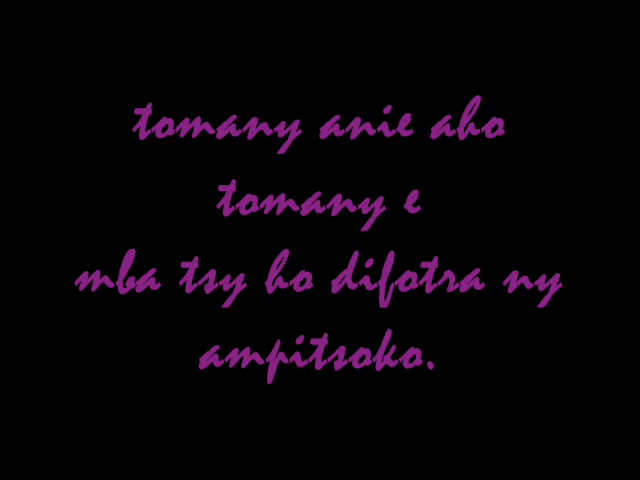 tomany anie aho
tomany e
mba tsy ho difotra ny
ampitsoko.